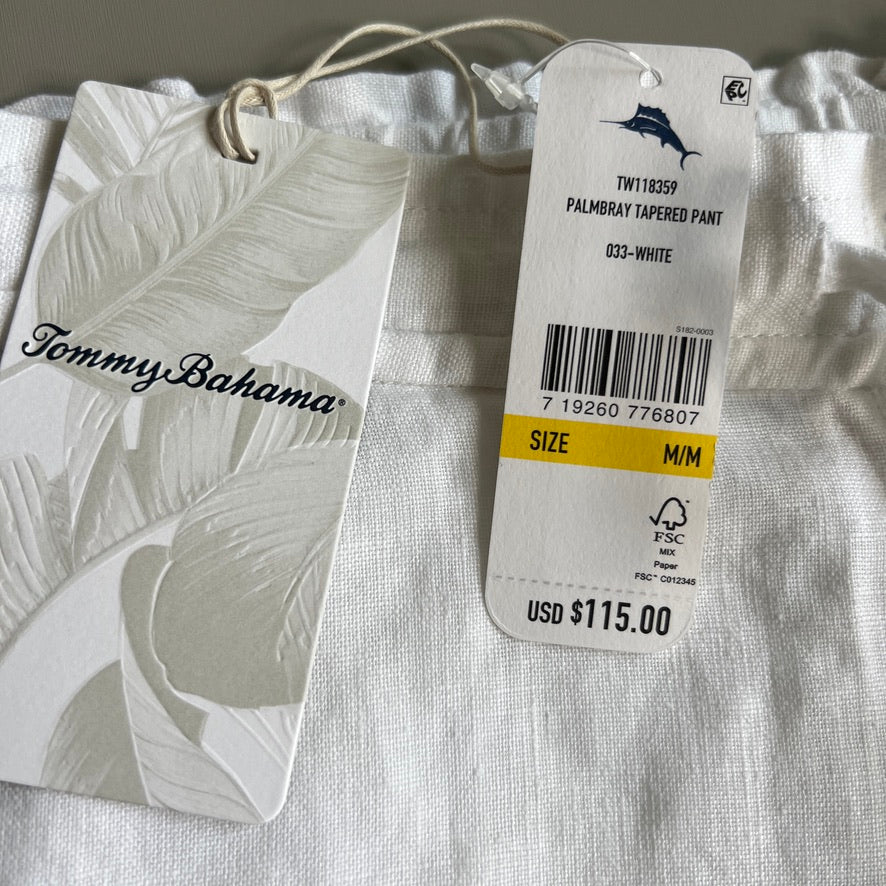 Tommy Bahama®
TW118359
PALMBRAY TAPERED PANT
033-WHITE
S182-0003
7 19260 776807
SIZE M/M
FSC
MIX
Paper
FSC™ C012345
USD $115.00